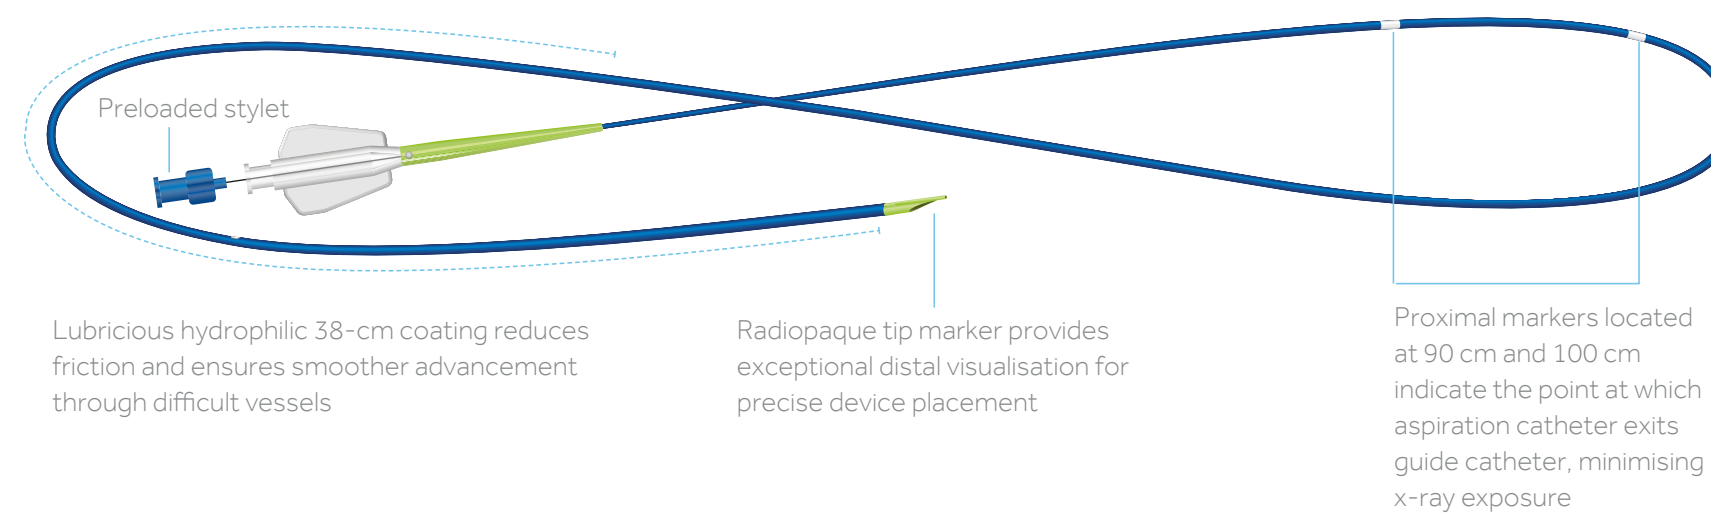 Preloaded stylet
Lubricious hydrophilic 38-cm coating reduces
friction and ensures smoother advancement
through difficult vessels
Radiopaque tip marker provides
exceptional distal visualisation for
precise device placement
Proximal markers located
at 90 cm and 100 cm
indicate the point at which
aspiration catheter exits
guide catheter, minimising
x-ray exposure